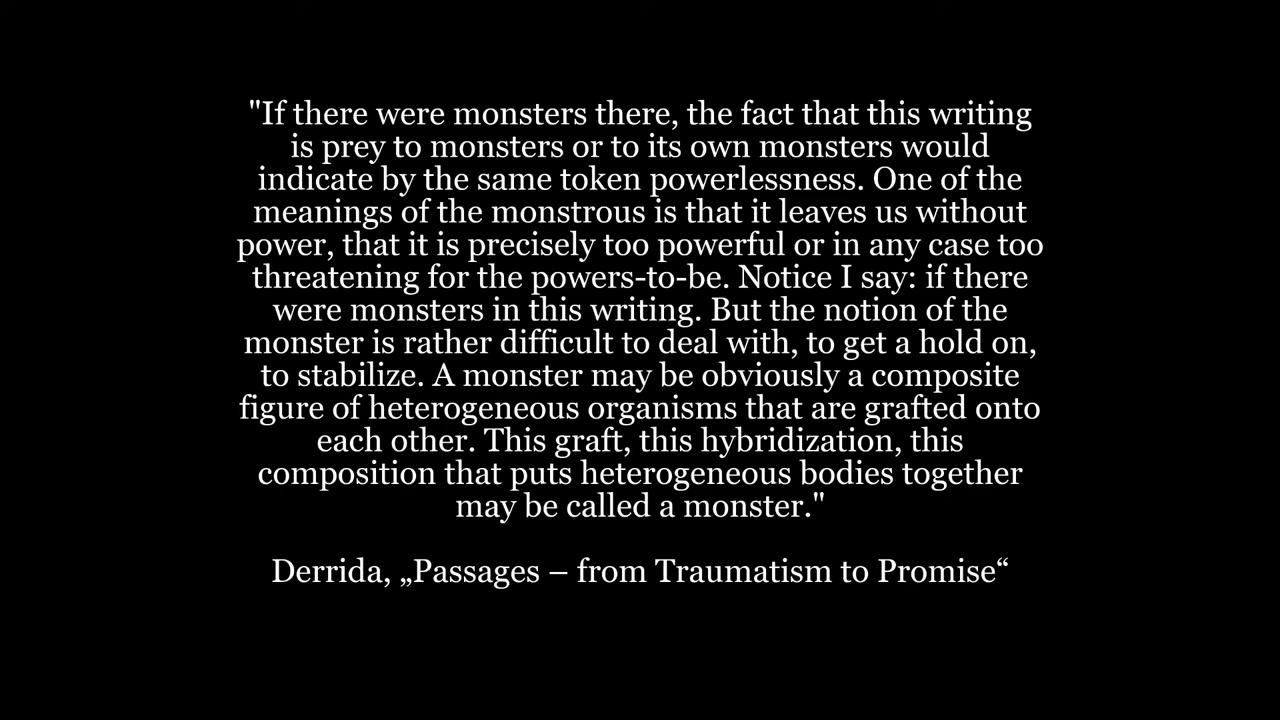 "If there were monsters there, the fact that this writing
is prey to monsters or to its own monsters would
indicate by the same token powerlessness. One of the
meanings of the monstrous is that it leaves us without
power, that it is precisely too powerful or in any case too
threatening for the powers-to-be. Notice I say: if there
were monsters in this writing. But the notion of the
monster is rather difficult to deal with, to get a hold on,
to stabilize. A monster may be obviously a composite
figure of heterogeneous organisms that are grafted onto
each other. This graft, this hybridization, this
composition that puts heterogeneous bodies together
may be called a monster."
Derrida, „Passages – from Traumatism to Promise“